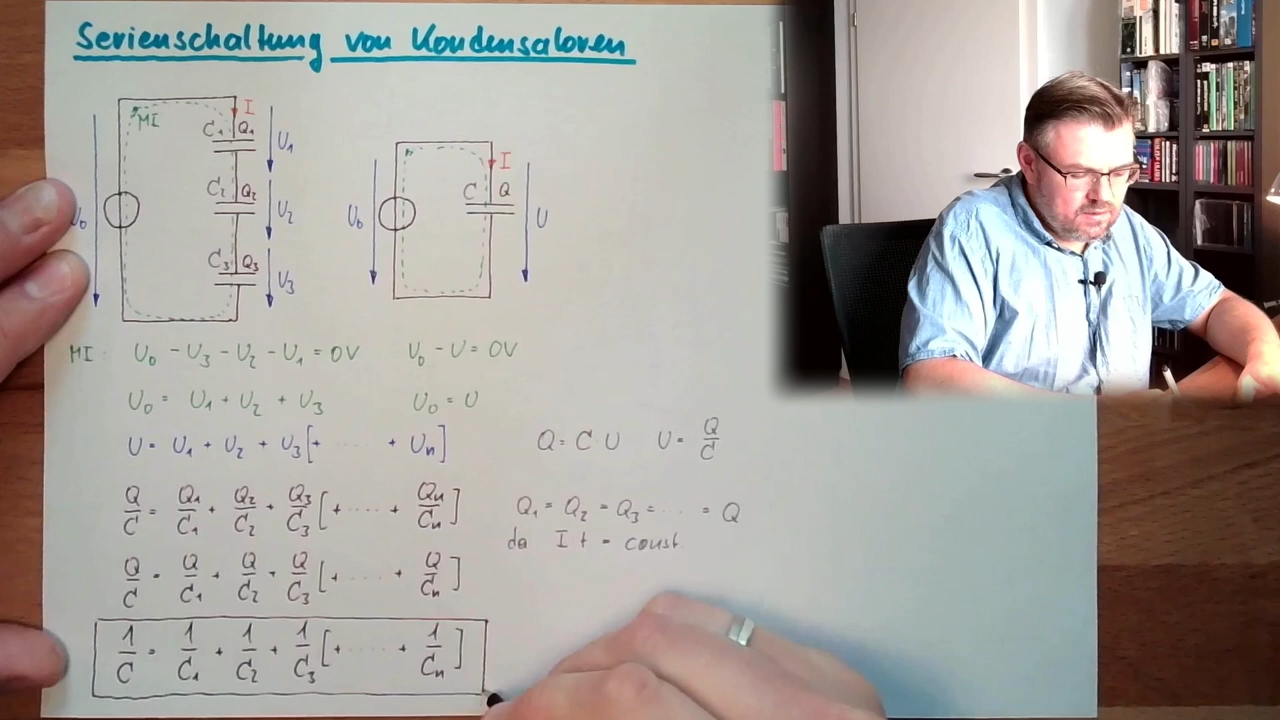 Serienschaltung von Kondensatoren
MI
I
C1 Q1
U1
C2 Q2
U2
C3 Q3
U3
U0
I
C Q
U0
U
MI: U0 - U3 - U2 - U1 = 0V
U0 - U = 0V
U0 = U1 + U2 + U3
U0 = U
U = U1 + U2 + U3 [+ ..... + Un]
Q = C · U U = Q/C
Q/C = Q1/C1 + Q2/C2 + Q3/C3 [+ ..... + Qn/Cn]
Q1 = Q2 = Q3 = ..... = Q
da I t = const.
Q/C = Q/C1 + Q/C2 + Q/C3 [+ ..... + Q/Cn]
1/C = 1/C1 + 1/C2 + 1/C3 [+ ..... + 1/Cn]